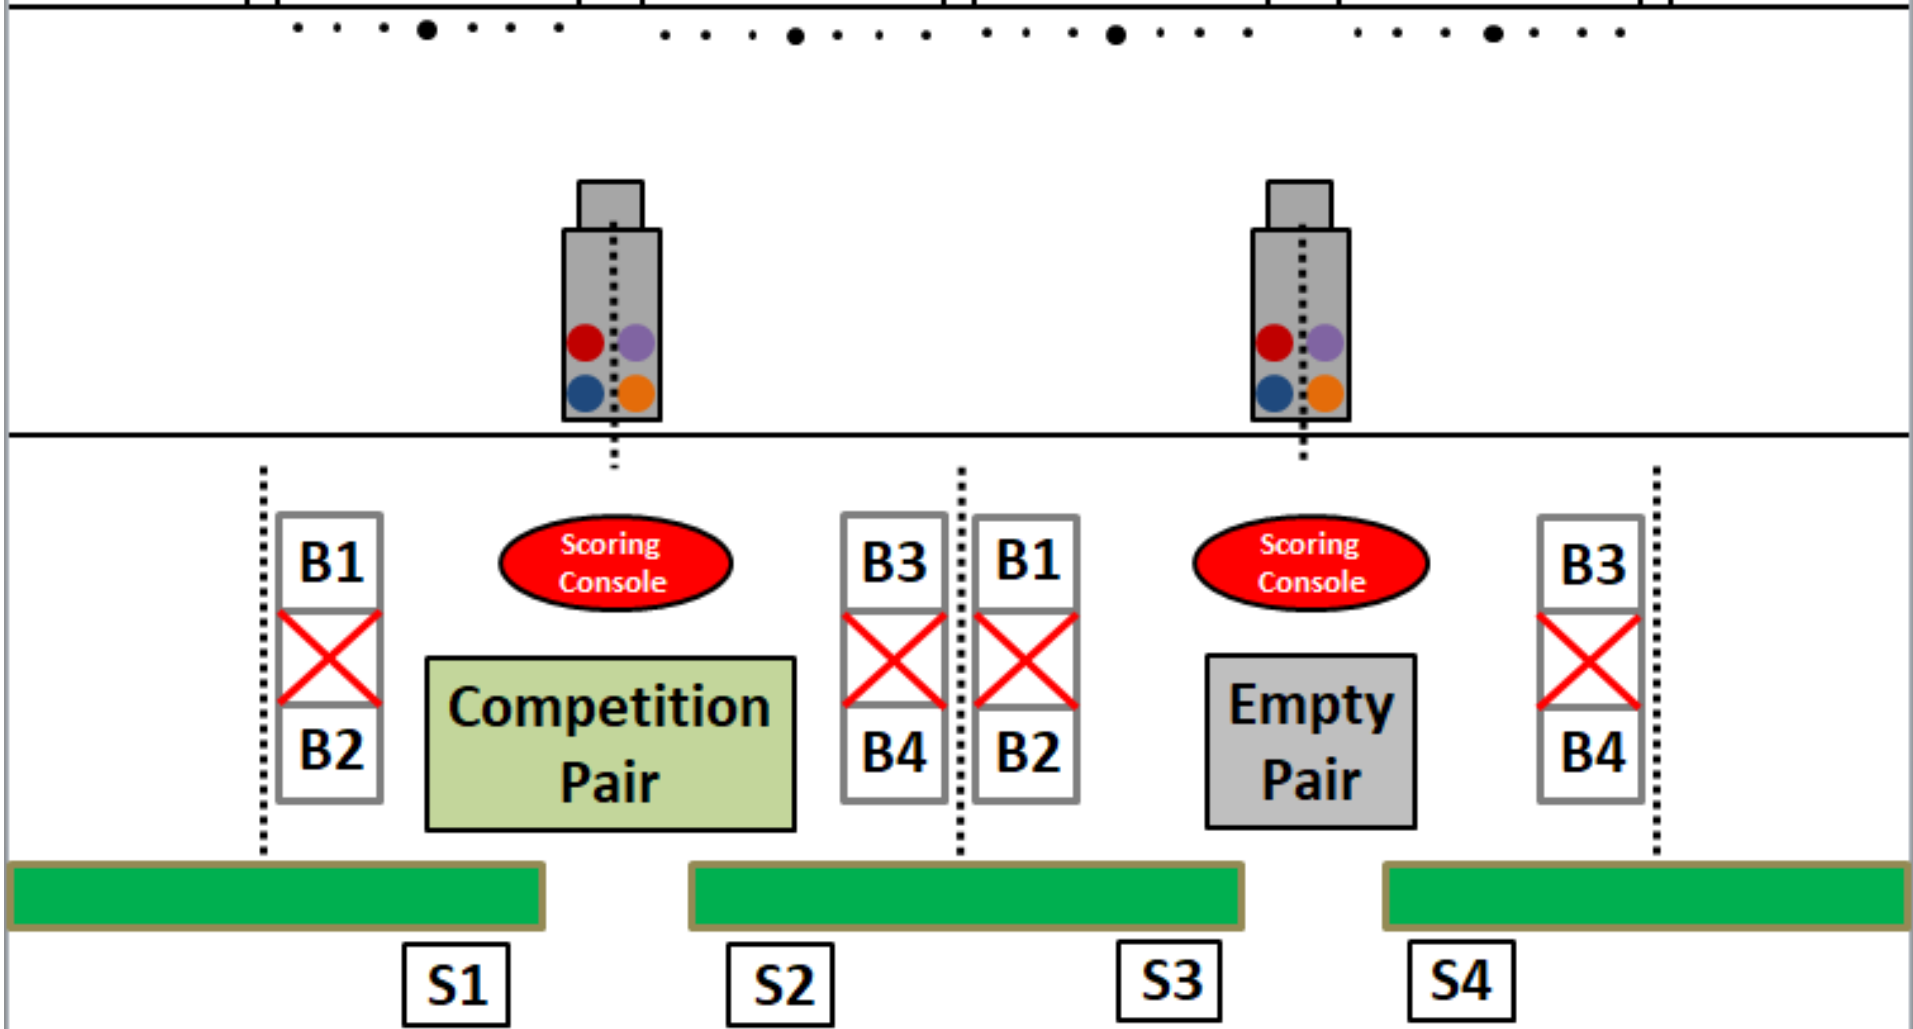 B1
Scoring
Console
B3
B1
Scoring
Console
B3
B2
Competition
Pair
B4
B2
Empty
Pair
B4
S1
S2
S3
S4